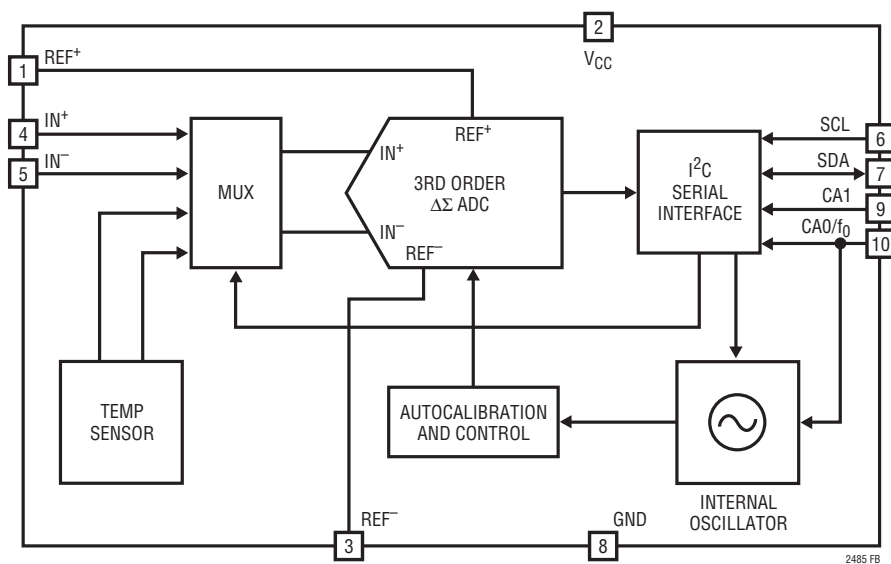 2
V_CC
1
REF⁺
4
IN⁺
5
IN⁻
MUX
REF⁺
IN⁺
3RD ORDER
ΔΣ ADC
IN⁻
REF⁻
I²C
SERIAL
INTERFACE
SCL
6
SDA
7
CA1
9
CA0/f₀
10
TEMP
SENSOR
AUTOCALIBRATION
AND CONTROL
INTERNAL
OSCILLATOR
REF⁻
3
GND
8
2485 FB